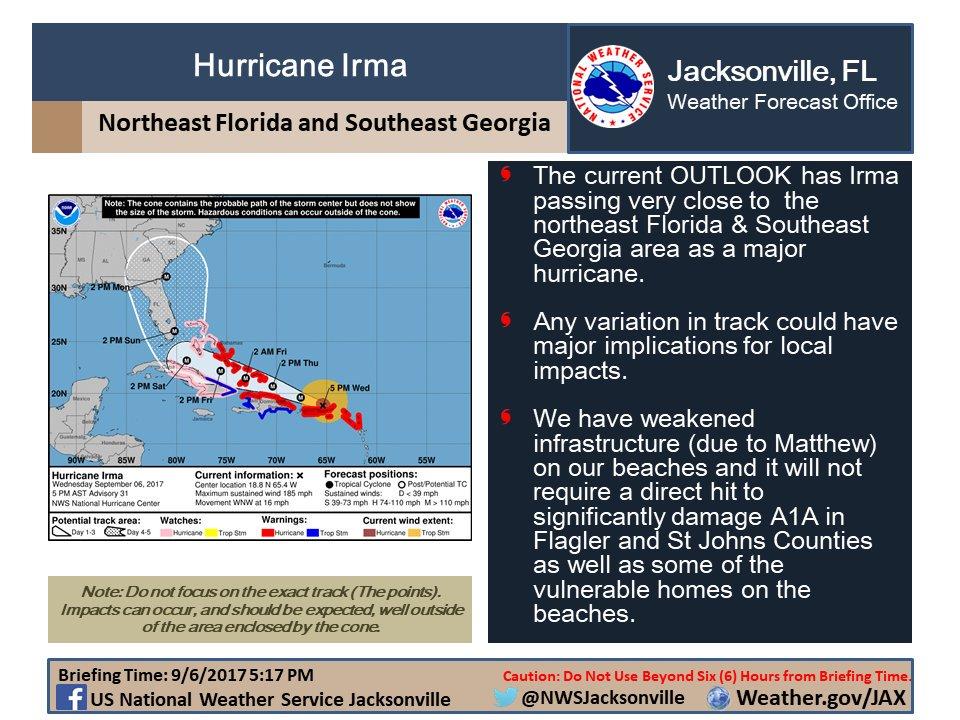 Hurricane Irma
Northeast Florida and Southeast Georgia
NATIONAL WEATHER SERVICE
Jacksonville, FL
Weather Forecast Office
Note: The cone contains the probable path of the storm center but does not show
the size of the storm. Hazardous conditions can occur outside of the cone.
35N
30N
25N
20N
MS
AL
GA
SC
NC
LA
FL
Bermuda
Bahamas
Cuba
Mexico
Jamaica
Guatemala
Honduras
2 PM Mon
2 PM Sun
2 PM Sat
2 PM Fri
2 AM Fri
2 PM Thu
5 PM Wed
90W 85W 80W 75W 70W 65W 60W 55W
Hurricane Irma
Wednesday September 06, 2017
5 PM AST Advisory 31
NWS National Hurricane Center
Current information: x
Center location 18.8 N 65.4 W
Maximum sustained wind 185 mph
Movement WNW at 16 mph
Forecast positions:
Tropical Cyclone Post/Potential TC
Sustained winds: D < 39 mph
S 39-73 mph H 74-110 mph M > 110 mph
Potential track area:
Day 1-3 Day 4-5
Watches:
Hurricane Trop Stm
Warnings:
Hurricane Trop Stm
Current wind extent:
Hurricane Trop Stm
Note: Do not focus on the exact track (The points).
Impacts can occur, and should be expected, well outside
of the area enclosed by the cone.
The current OUTLOOK has Irma
passing very close to the
northeast Florida & Southeast
Georgia area as a major
hurricane.
Any variation in track could have
major implications for local
impacts.
We have weakened
infrastructure (due to Matthew)
on our beaches and it will not
require a direct hit to
significantly damage A1A in
Flagler and St Johns Counties
as well as some of the
vulnerable homes on the
beaches.
Briefing Time: 9/6/2017 5:17 PM
Caution: Do Not Use Beyond Six (6) Hours from Briefing Time.
US National Weather Service Jacksonville
@NWSJacksonville
Weather.gov/JAX